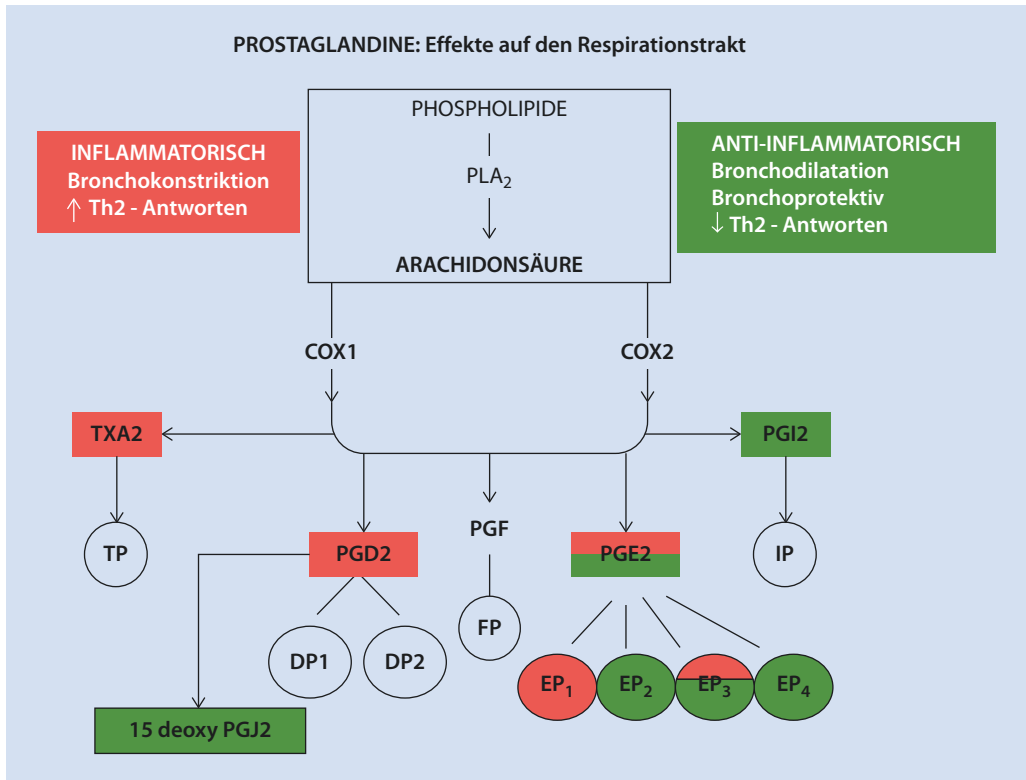 PROSTAGLANDINE: Effekte auf den Respirationstrakt
PHOSPHOLIPIDE
PLA₂
ARACHIDONSÄURE
INFLAMMATORISCH
Bronchokonstriktion
↑ Th2 - Antworten
ANTI-INFLAMMATORISCH
Bronchodilatation
Bronchoprotektiv
↓ Th2 - Antworten
COX1
COX2
TXA2
PGI2
TP
PGD2
PGF
PGE2
IP
DP1
DP2
FP
EP₁
EP₂
EP₃
EP₄
15 deoxy PGJ2